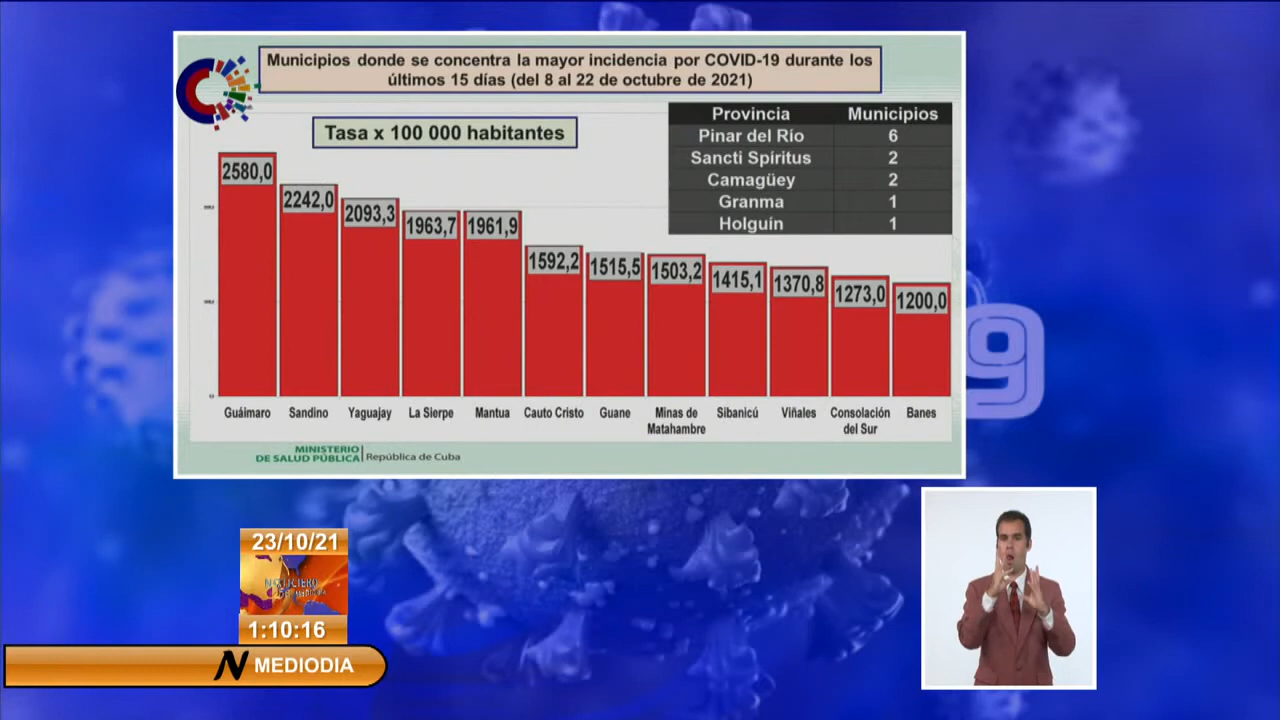 Municipios donde se concentra la mayor incidencia por COVID-19 durante los
últimos 15 días (del 8 al 22 de octubre de 2021)
Tasa x 100 000 habitantes
Provincia Municipios
Pinar del Río 6
Sancti Spíritus 2
Camagüey 2
Granma 1
Holguín 1
2580,0 2242,0 2093,3 1963,7 1961,9 1592,2 1515,5 1503,2 1415,1 1370,8 1273,0 1200,0
Guáimaro Sandino Yaguajay La Sierpe Mantua Cauto Cristo Guane Minas de Sibanicú Viñales Consolación Banes
Matahambre del Sur
MINISTERIO
DE SALUD PÚBLICA República de Cuba
9
23/10/21
NOTICIERO
1:10:16
N MEDIODIA